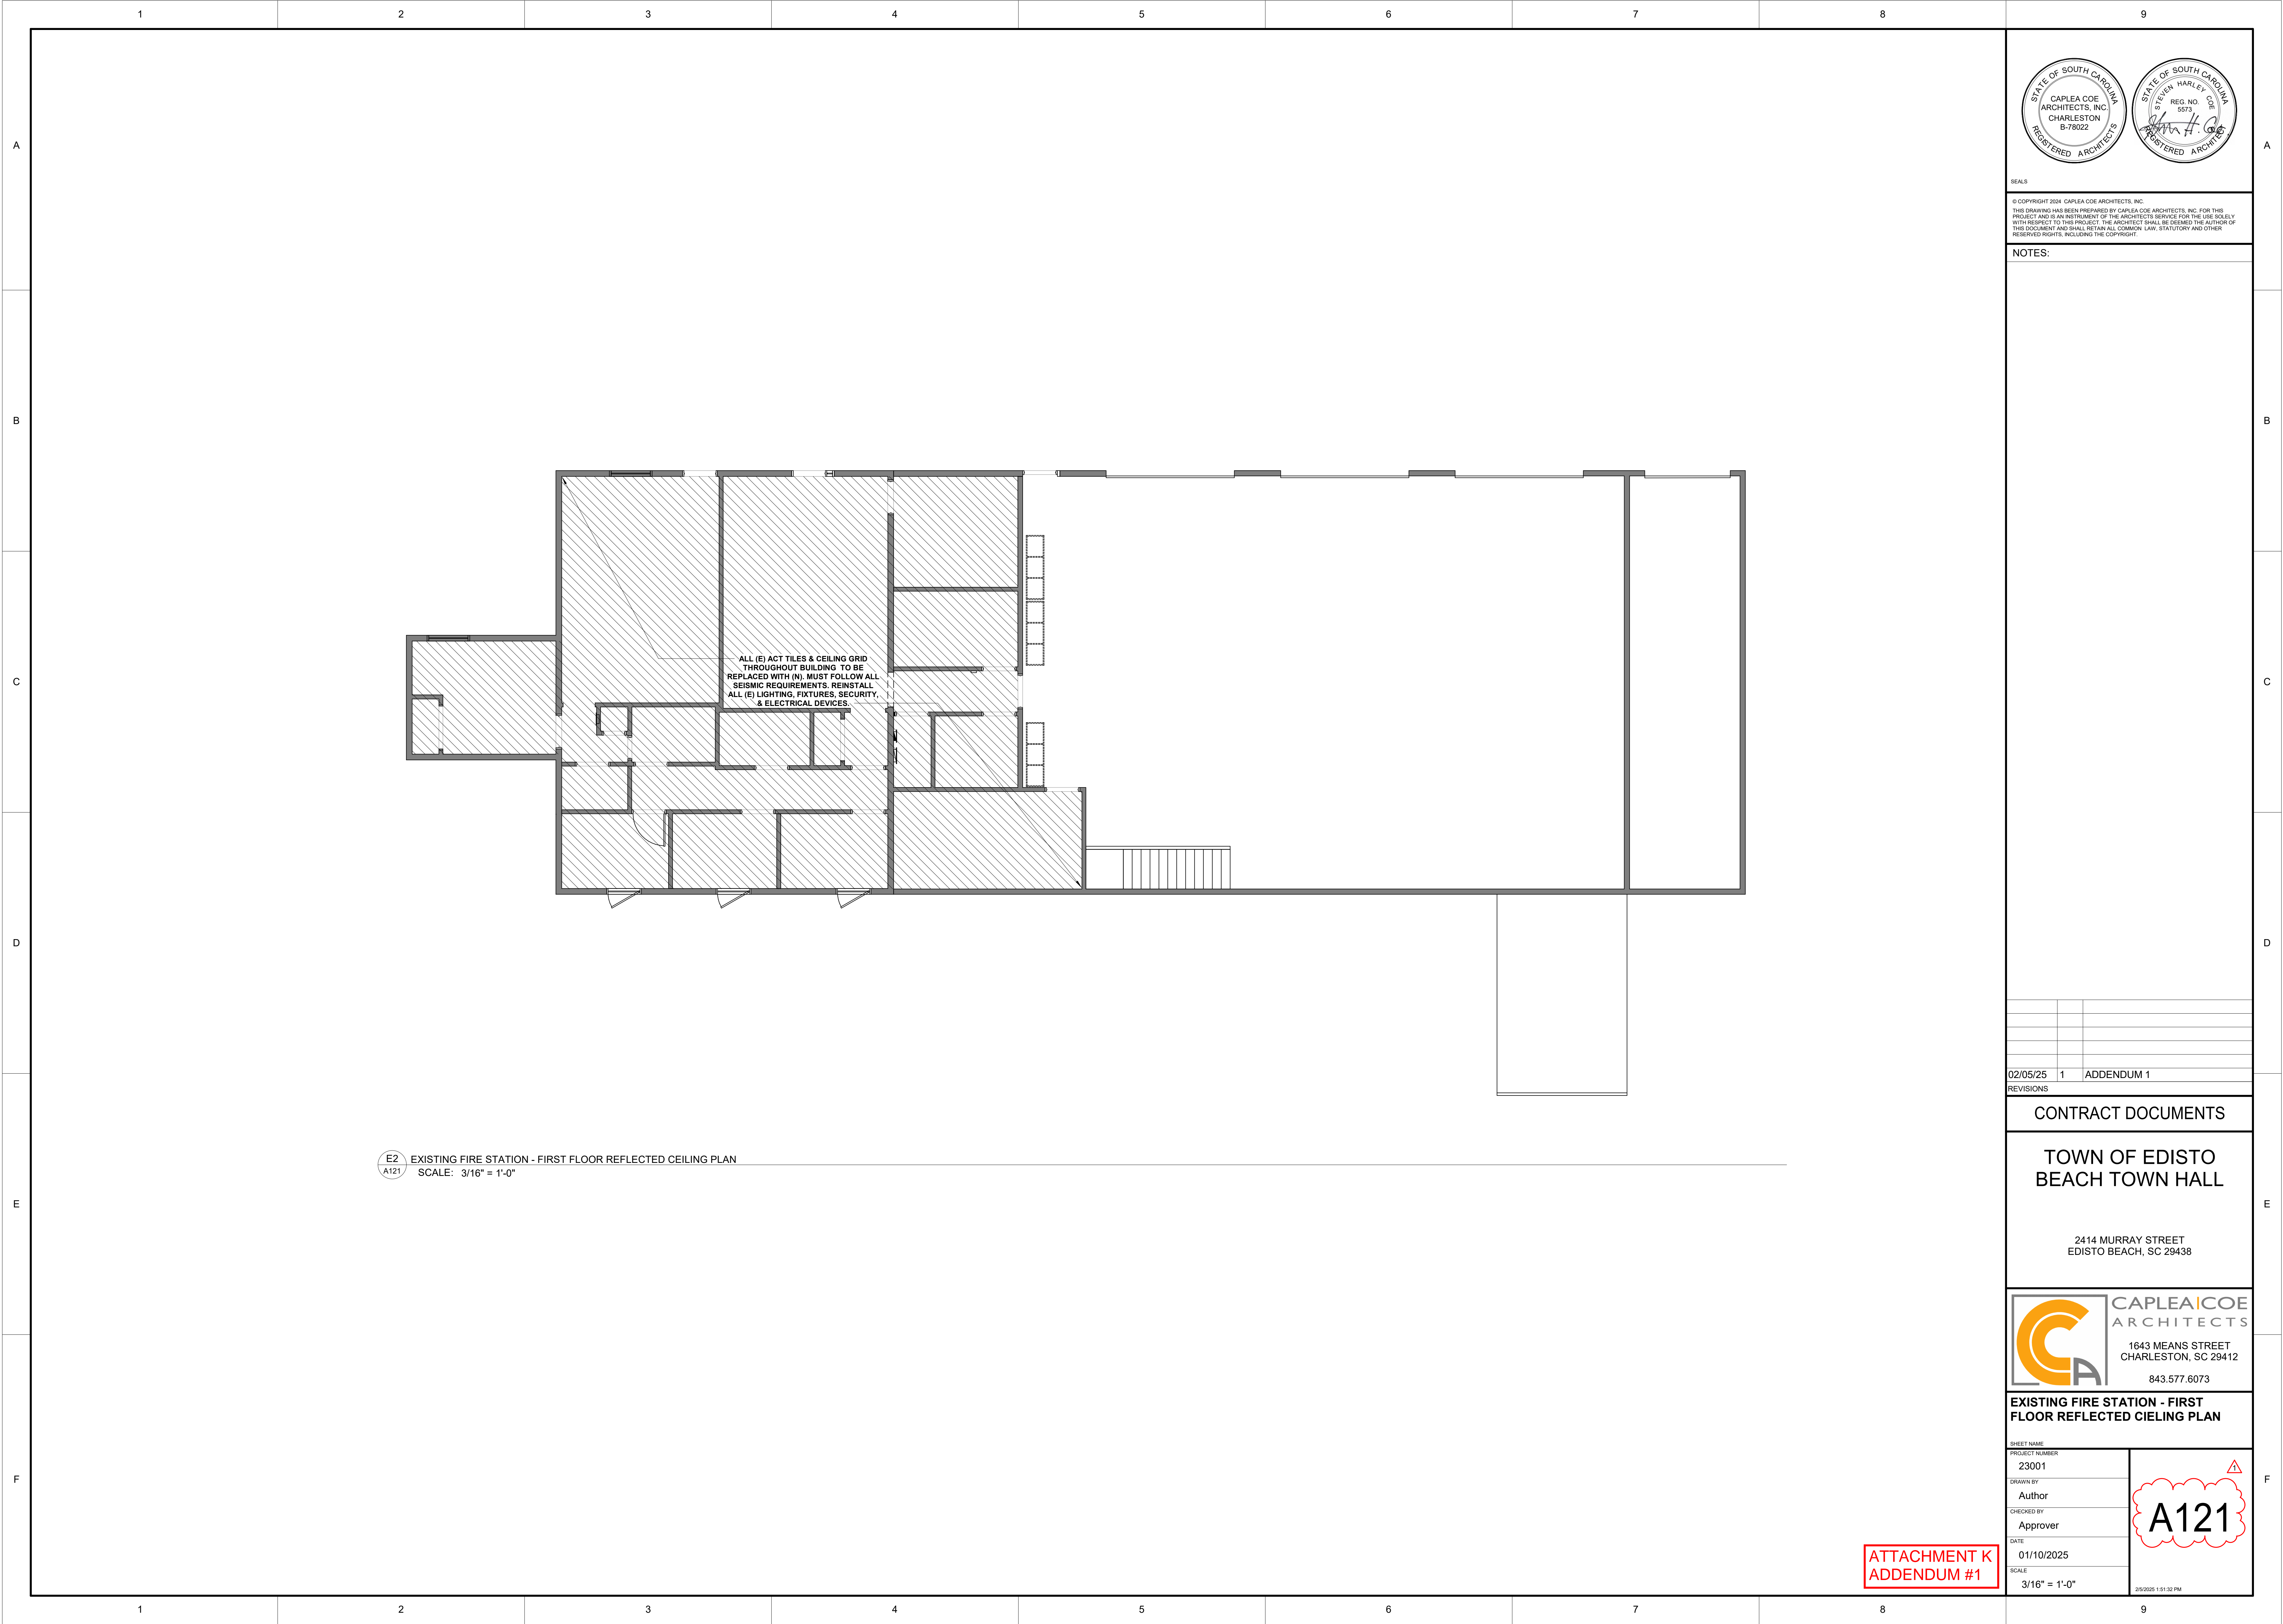 1 2 3 4 5 6 7 8 9
A
B
C
D
E
F
A
B
C
D
E
F
ALL (E) ACT TILES & CEILING GRID
THROUGHOUT BUILDING TO BE
REPLACED WITH (N). MUST FOLLOW ALL
SEISMIC REQUIREMENTS. REINSTALL
ALL (E) LIGHTING, FIXTURES, SECURITY,
& ELECTRICAL DEVICES.
E2
A121
EXISTING FIRE STATION - FIRST FLOOR REFLECTED CEILING PLAN
SCALE: 3/16" = 1'-0"
STATE OF SOUTH CAROLINA
CAPLEA COE
ARCHITECTS, INC.
CHARLESTON
B-78022
REGISTERED ARCHITECTS
STATE OF SOUTH CAROLINA
STEVEN HARLEY COE
REG. NO.
5573
REGISTERED ARCHITECT
SEALS
© COPYRIGHT 2024 CAPLEA COE ARCHITECTS, INC.
THIS DRAWING HAS BEEN PREPARED BY CAPLEA COE ARCHITECTS, INC. FOR THIS
PROJECT AND IS AN INSTRUMENT OF THE ARCHITECTS SERVICE FOR THE USE SOLELY
WITH RESPECT TO THIS PROJECT. THE ARCHITECT SHALL BE DEEMED THE AUTHOR OF
THIS DOCUMENT AND SHALL RETAIN ALL COMMON. LAW, STATUTORY AND OTHER
RESERVED RIGHTS, INCLUDING THE COPYRIGHT.
NOTES:
02/05/25 1 ADDENDUM 1
REVISIONS
CONTRACT DOCUMENTS
TOWN OF EDISTO
BEACH TOWN HALL
2414 MURRAY STREET
EDISTO BEACH, SC 29438
CAPLEA|COE
ARCHITECTS
1643 MEANS STREET
CHARLESTON, SC 29412
843.577.6073
EXISTING FIRE STATION - FIRST
FLOOR REFLECTED CIELING PLAN
SHEET NAME
PROJECT NUMBER
23001
DRAWN BY
Author
CHECKED BY
Approver
DATE
01/10/2025
SCALE
3/16" = 1'-0"
1
A121
2/5/2025 1:51:32 PM
ATTACHMENT K
ADDENDUM #1
1 2 3 4 5 6 7 8 9